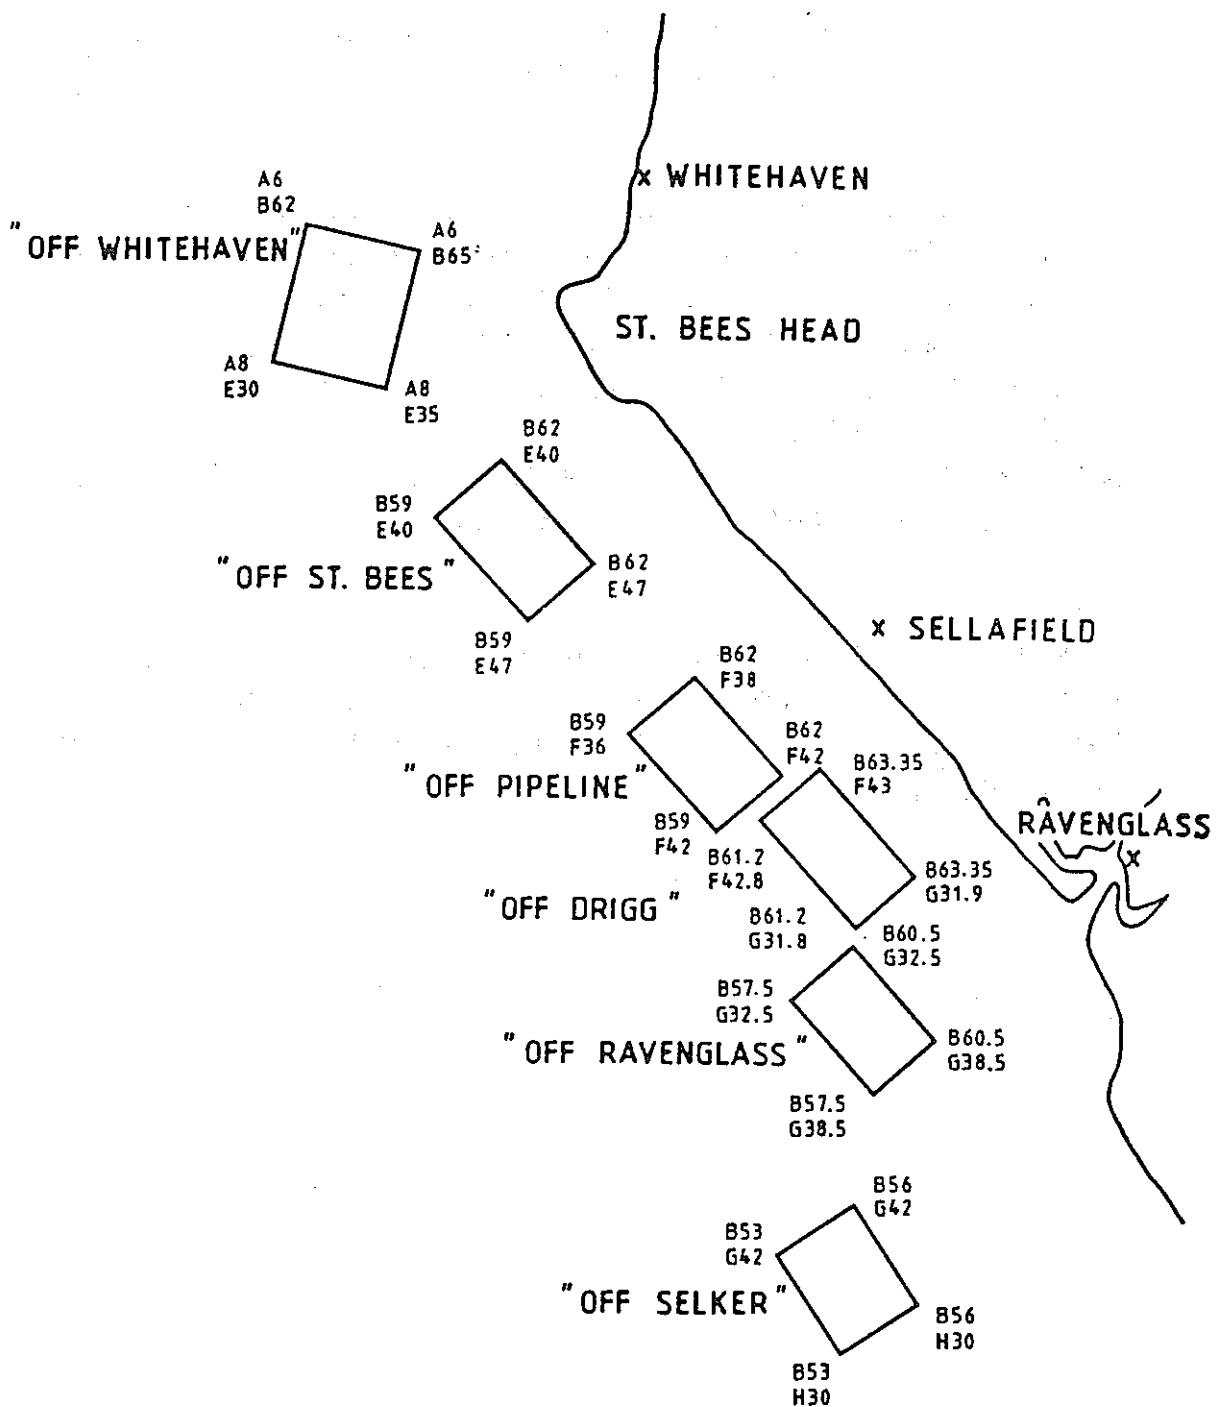 WHITEHAVEN
A6
B62
"OFF WHITEHAVEN"
A6
B65
ST. BEES HEAD
A8
E30
A8
E35
B62
E40
B59
E40
"OFF ST. BEES"
B62
E47
B59
E47
SELLAFIELD
B62
F38
B59
F36
B62
F42
"OFF PIPELINE"
B63.35
F43
B59
F42
RAVENGLASS
B61.2
F42.8
B63.35
G31.9
"OFF DRIGG"
B61.2
G31.8
B60.5
G32.5
B57.5
G32.5
"OFF RAVENGLASS"
B60.5
G38.5
B57.5
G38.5
B56
G42
B53
G42
"OFF SELKER"
B56
H30
B53
H30